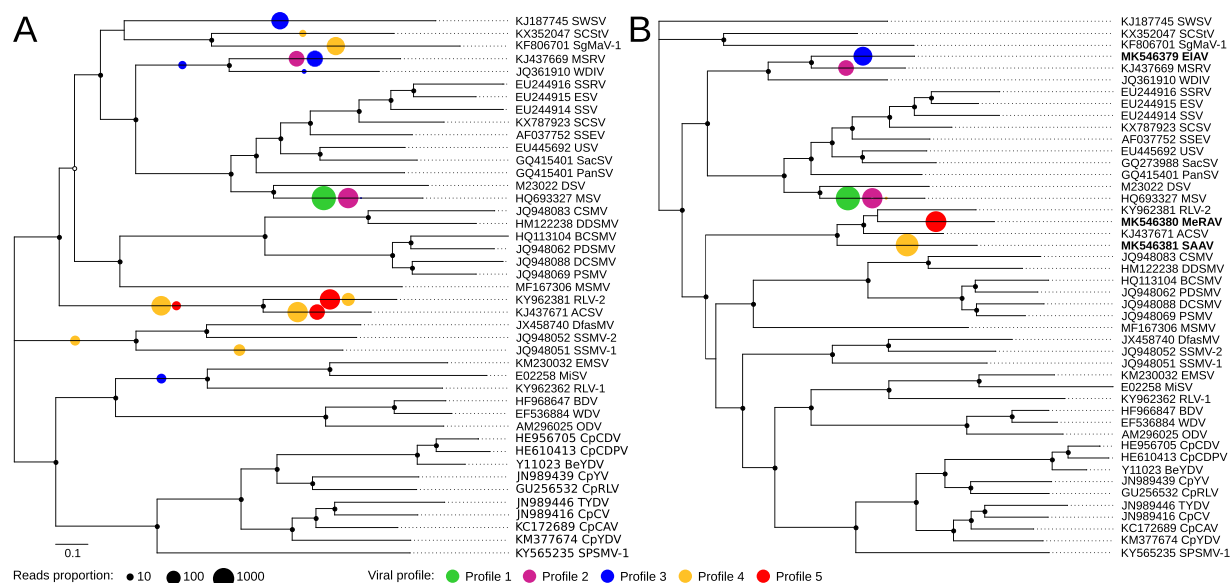 A
KJ187745 SWSV
KX352047 SCStV
KF806701 SgMaV-1
KJ437669 MSRV
JQ361910 WDIV
EU244916 SSRV
EU244915 ESV
EU244914 SSV
KX787923 SCSV
AF037752 SSEV
EU445692 USV
GQ415401 SacSV
GQ415401 PanSV
M23022 DSV
HQ693327 MSV
JQ948083 CSMV
HM122238 DDSMV
HQ113104 BCSMV
JQ948062 PDSMV
JQ948088 DCSMV
JQ948069 PSMV
MF167306 MSMV
KY962381 RLV-2
KJ437671 ACSV
JX458740 DfasMV
JQ948052 SSMV-2
JQ948051 SSMV-1
KM230032 EMSV
E02258 MiSV
KY962362 RLV-1
HF968647 BDV
EF536884 WDV
AM296025 ODV
HE956705 CpCDV
HE610413 CpCDPV
Y11023 BeYDV
JN989439 CpYV
GU256532 CpRLV
JN989446 TYDV
JN989416 CpCV
KC172689 CpCAV
KM377674 CpYDV
KY565235 SPSMV-1
0.1
B
KJ187745 SWSV
KX352047 SCStV
KF806701 SgMaV-1
MK546379 EIAV
KJ437669 MSRV
JQ361910 WDIV
EU244916 SSRV
EU244915 ESV
EU244914 SSV
KX787923 SCSV
AF037752 SSEV
EU445692 USV
GQ273988 SacSV
GQ415401 PanSV
M23022 DSV
HQ693327 MSV
KY962381 RLV-2
MK546380 MeRAV
KJ437671 ACSV
MK546381 SAAV
JQ948083 CSMV
HM122238 DDSMV
HQ113104 BCSMV
JQ948062 PDSMV
JQ948088 DCSMV
JQ948069 PSMV
MF167306 MSMV
JX458740 DfasMV
JQ948052 SSMV-2
JQ948051 SSMV-1
KM230032 EMSV
E02258 MiSV
KY962362 RLV-1
HF966847 BDV
EF536884 WDV
AM296025 ODV
HE956705 CpCDV
HE610413 CpCDPV
Y11023 BeYDV
JN989439 CpYV
GU256532 CpRLV
JN989446 TYDV
JN989416 CpCV
KC172689 CpCAV
KM377674 CpYDV
KY565235 SPSMV-1
Reads proportion: 10 100 1000 Viral profile: Profile 1 Profile 2 Profile 3 Profile 4 Profile 5